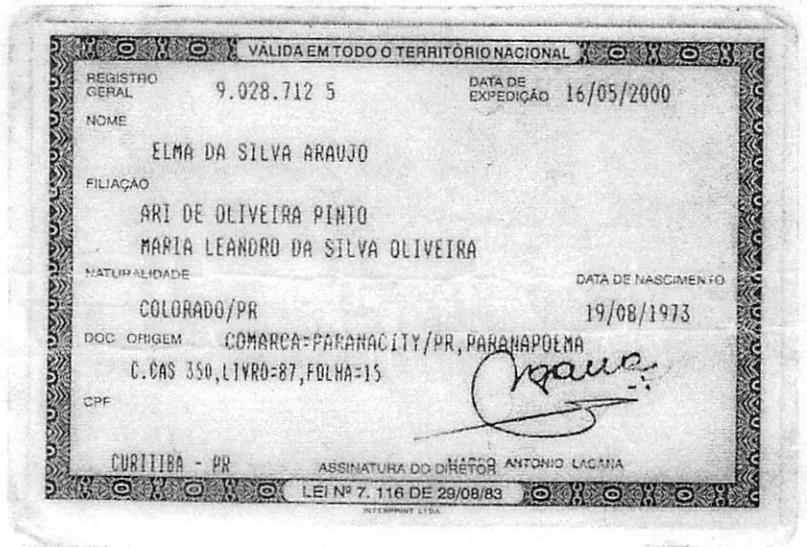 VÁLIDA EM TODO O TERRITÓRIO NACIONAL
REGISTRO GERAL 9.028.712 5 DATA DE EXPEDIÇÃO 16/05/2000
NOME
ELMA DA SILVA ARAUJO
FILIAÇÃO
ARI DE OLIVEIRA PINTO
MARIA LEANDRO DA SILVA OLIVEIRA
NATURALIDADE DATA DE NASCIMENTO
COLORADO/PR 19/08/1973
DOC ORIGEM COMARCA=PARANACITY/PR, PARANAPOEMA
C.CAS 350, LIVRO=87, FOLHA=15
CPF
CURITIBA - PR
ASSINATURA DO DIRETOR MARCO ANTONIO LAGANA
LEI Nº 7.116 DE 29/08/83
INTERPRINT LTDA